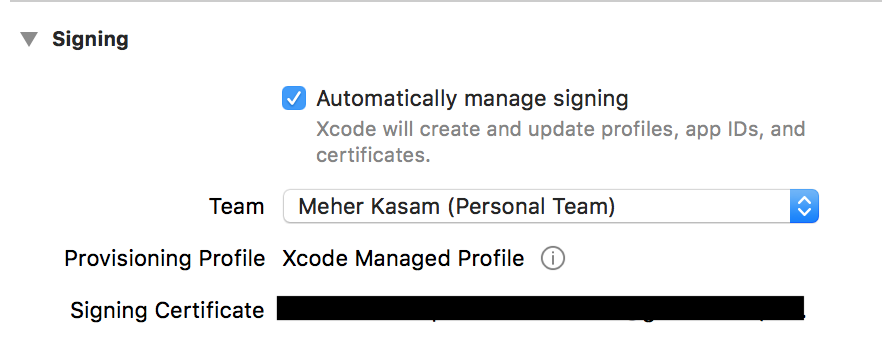 Signing
Automatically manage signing
Xcode will create and update profiles, app IDs, and
certificates.
Team Meher Kasam (Personal Team)
Provisioning Profile Xcode Managed Profile
Signing Certificate